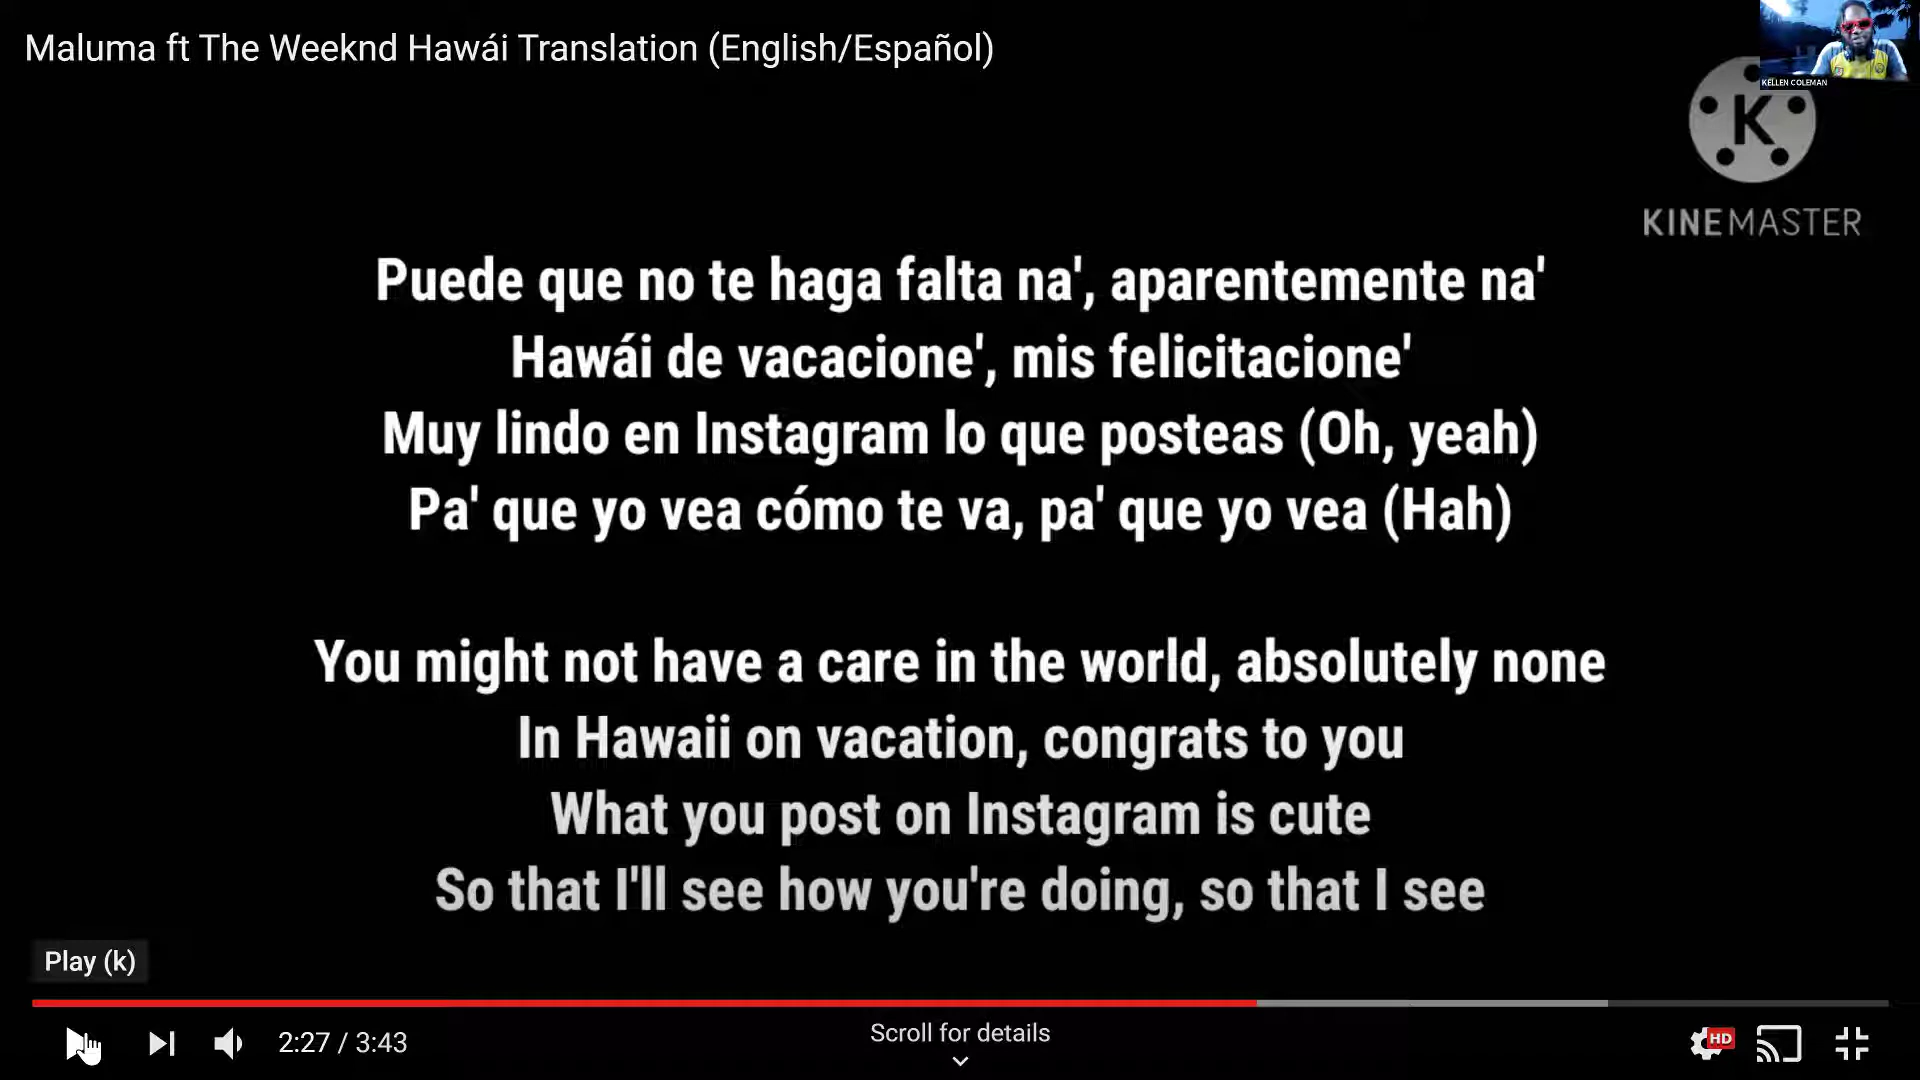 Maluma ft The Weeknd Hawái Translation (English/Español)
KELLEN COLEMAN
K
KINEMASTER
Puede que no te haga falta na', aparentemente na'
Hawái de vacacione', mis felicitacione'
Muy lindo en Instagram lo que posteas (Oh, yeah)
Pa' que yo vea cómo te va, pa' que yo vea (Hah)
You might not have a care in the world, absolutely none
In Hawaii on vacation, congrats to you
What you post on Instagram is cute
So that I'll see how you're doing, so that I see
Play (k)
2:27 / 3:43
Scroll for details
HD